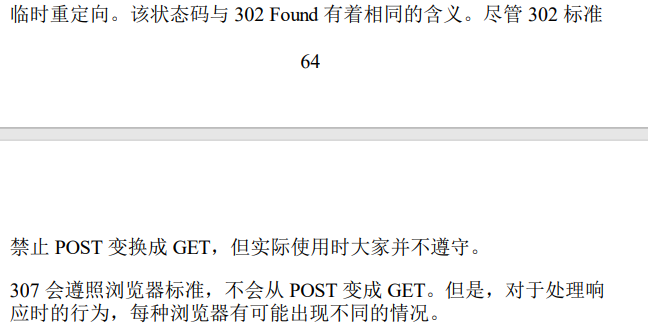 临时重定向。该状态码与 302 Found 有着相同的含义。尽管 302 标准
64
禁止 POST 变换成 GET，但实际使用时大家并不遵守。
307 会遵照浏览器标准，不会从 POST 变成 GET。但是，对于处理响
应时的行为，每种浏览器有可能出现不同的情况。